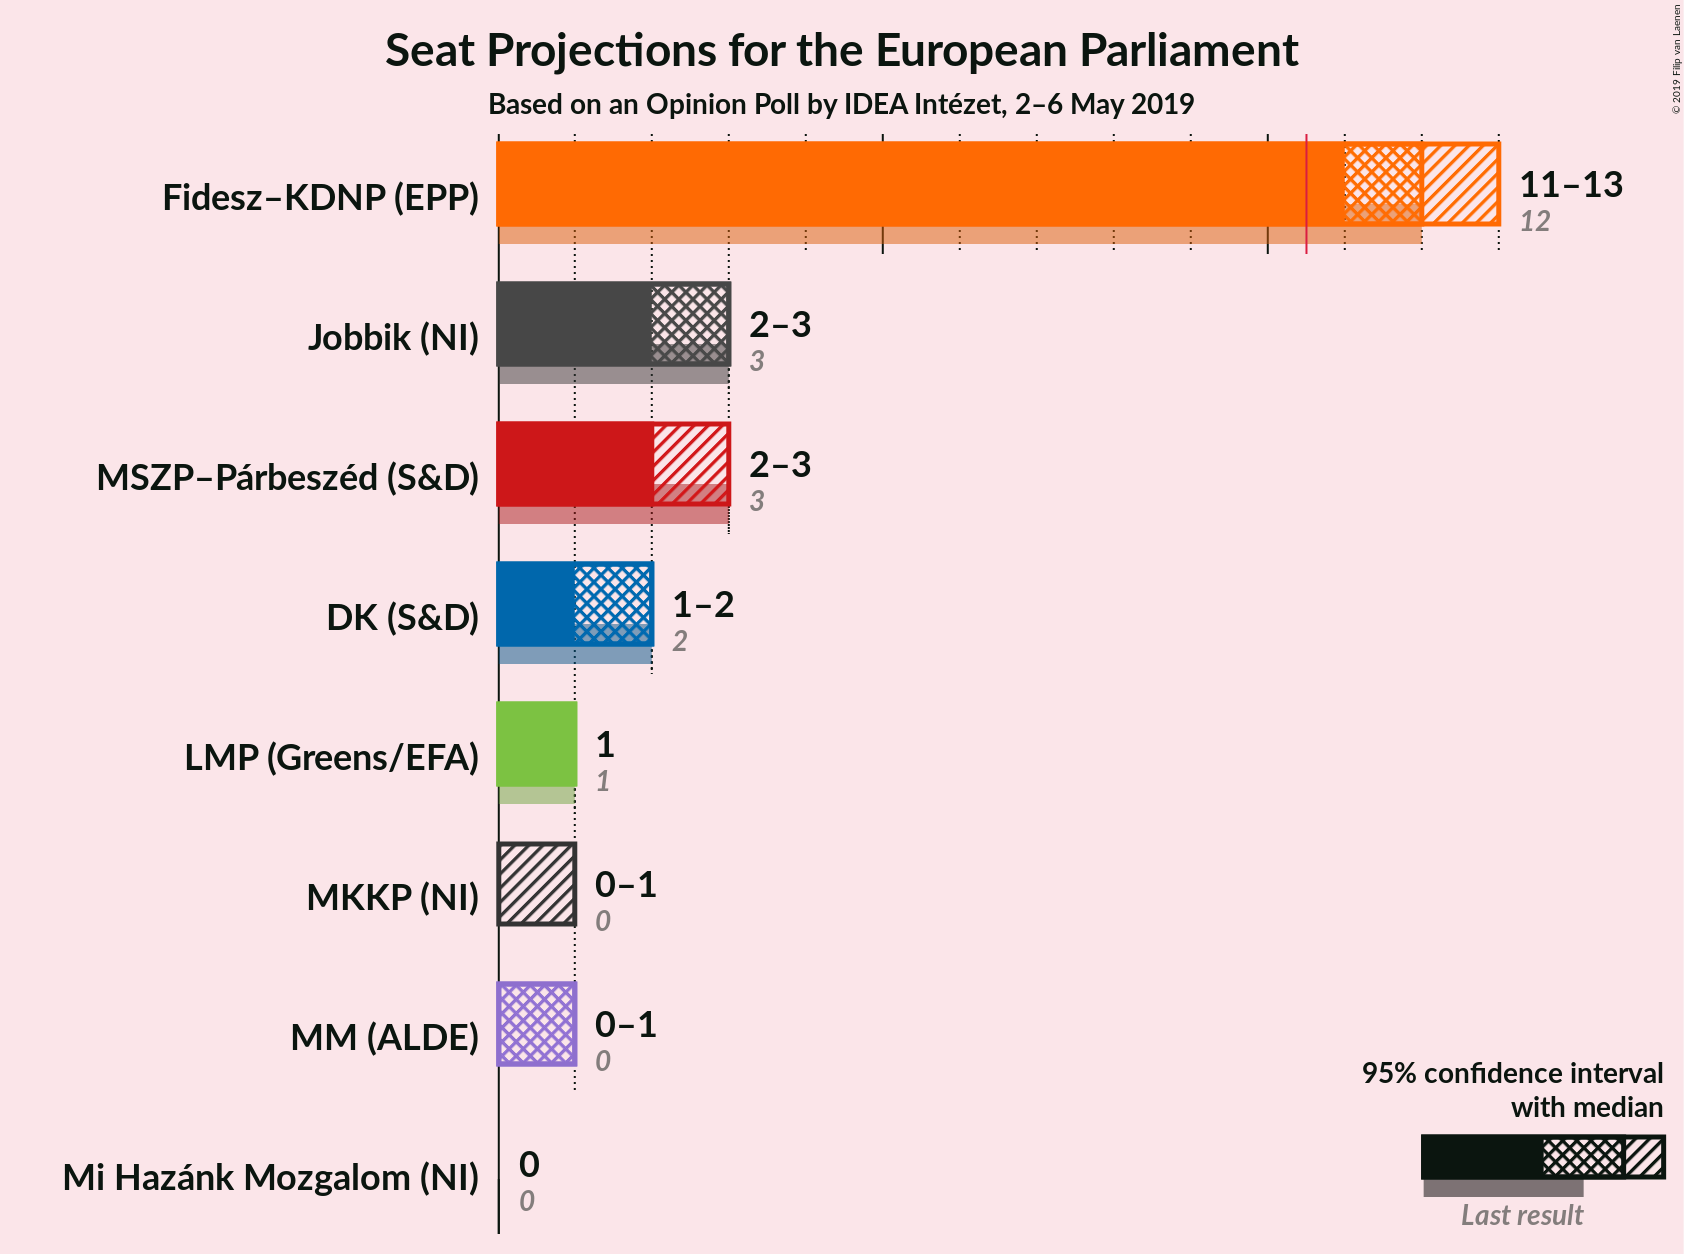 Seat Projections for the European Parliament
Based on an Opinion Poll by IDEA Intézet, 2–6 May 2019
© 2019 Filip van Laenen
Fidesz–KDNP (EPP)
11–13
12
Jobbik (NI)
2–3
3
MSZP–Párbeszéd (S&D)
2–3
3
DK (S&D)
1–2
2
LMP (Greens/EFA)
1
1
MKKP (NI)
0–1
0
MM (ALDE)
0–1
0
Mi Hazánk Mozgalom (NI)
0
0
95% confidence interval
with median
Last result